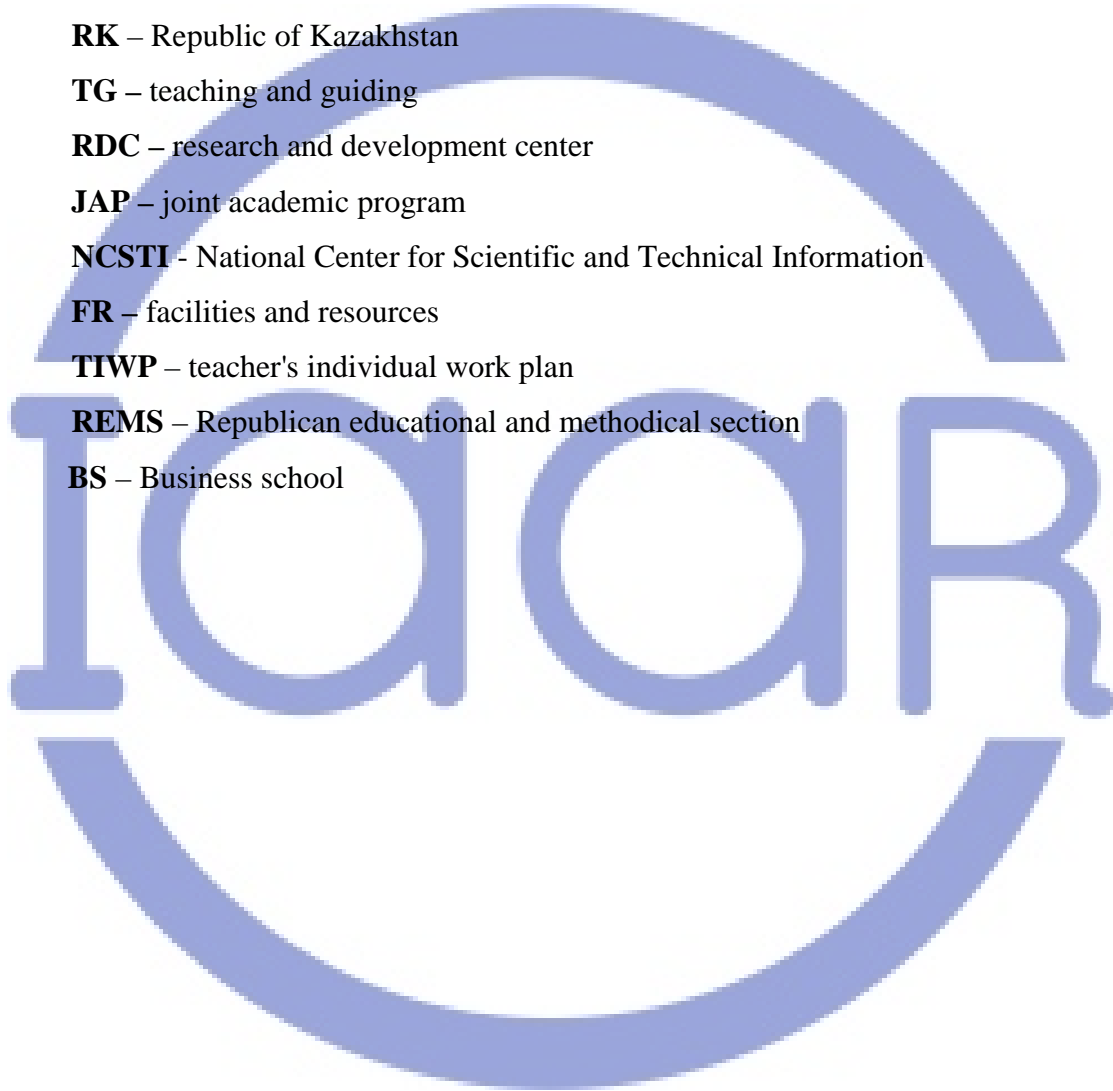 RK – Republic of Kazakhstan
TG – teaching and guiding
RDC – research and development center
JAP – joint academic program
NCSTI - National Center for Scientific and Technical Information
FR – facilities and resources
TIWP – teacher's individual work plan
REMS – Republican educational and methodical section
BS – Business school
IaaR